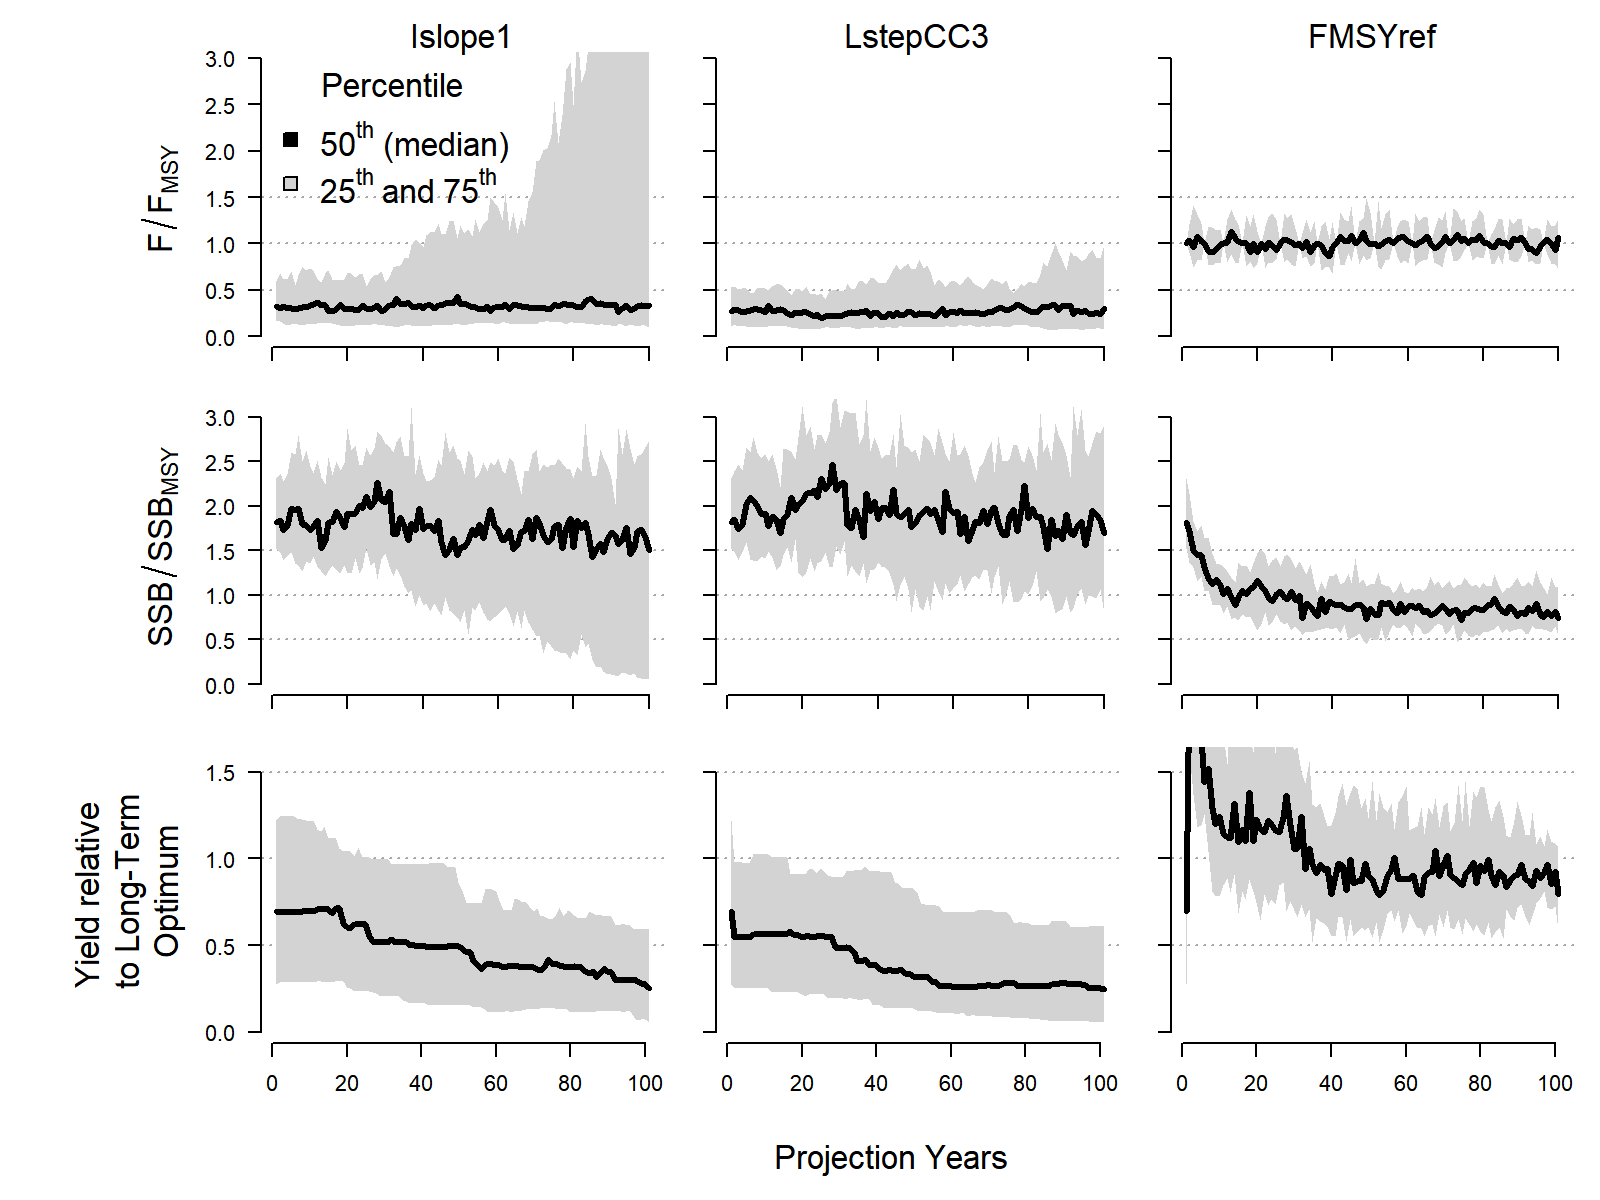 Islope1 LstepCC3 FMSYref
3.0
2.5
2.0
1.5
1.0
0.5
0.0
F / FMSY
Percentile
50th (median)
25th and 75th
3.0
2.5
2.0
1.5
1.0
0.5
0.0
SSB / SSBMSY
1.5
1.0
0.5
0.0
Yield relative
to Long-Term
Optimum
0 20 40 60 80 100 0 20 40 60 80 100 0 20 40 60 80 100
Projection Years